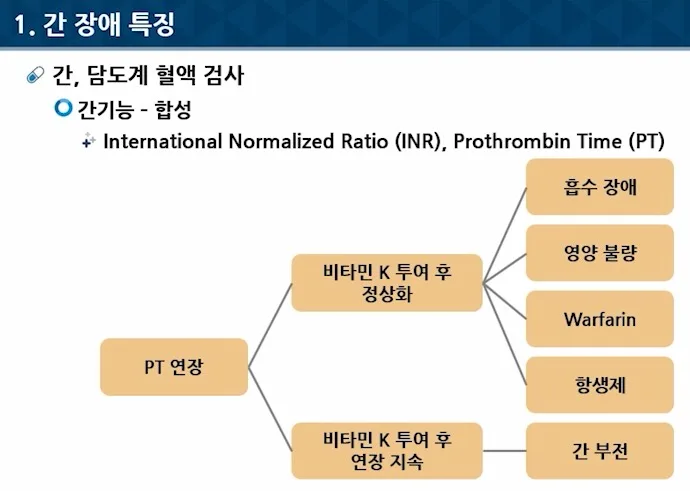 1. 간 장애 특징
간, 담도계 혈액 검사
간기능 - 합성
International Normalized Ratio (INR), Prothrombin Time (PT)
PT 연장
비타민 K 투여 후
정상화
흡수 장애
영양 불량
Warfarin
항생제
비타민 K 투여 후
연장 지속
간 부전